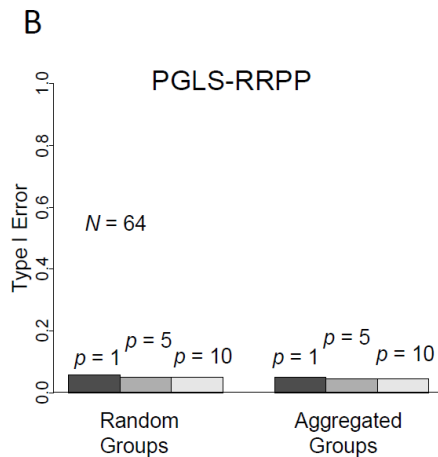 B
PGLS-RRPP
Type I Error
1.0
0.8
0.6
0.4
0.2
0.0
N = 64
p = 1
p = 5
p = 10
p = 1
p = 5
p = 10
Random
Groups
Aggregated
Groups